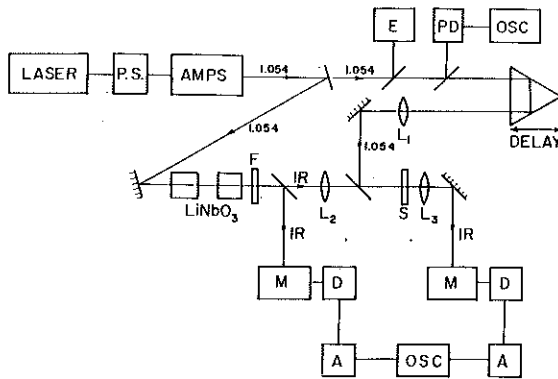 E
PD
OSC
LASER
P.S.
AMPS
1.054
1.054
L1
DELAY
1.054
1.054
F
IR
LiNbO3
L2
S
L3
IR
IR
M
D
M
D
A
OSC
A